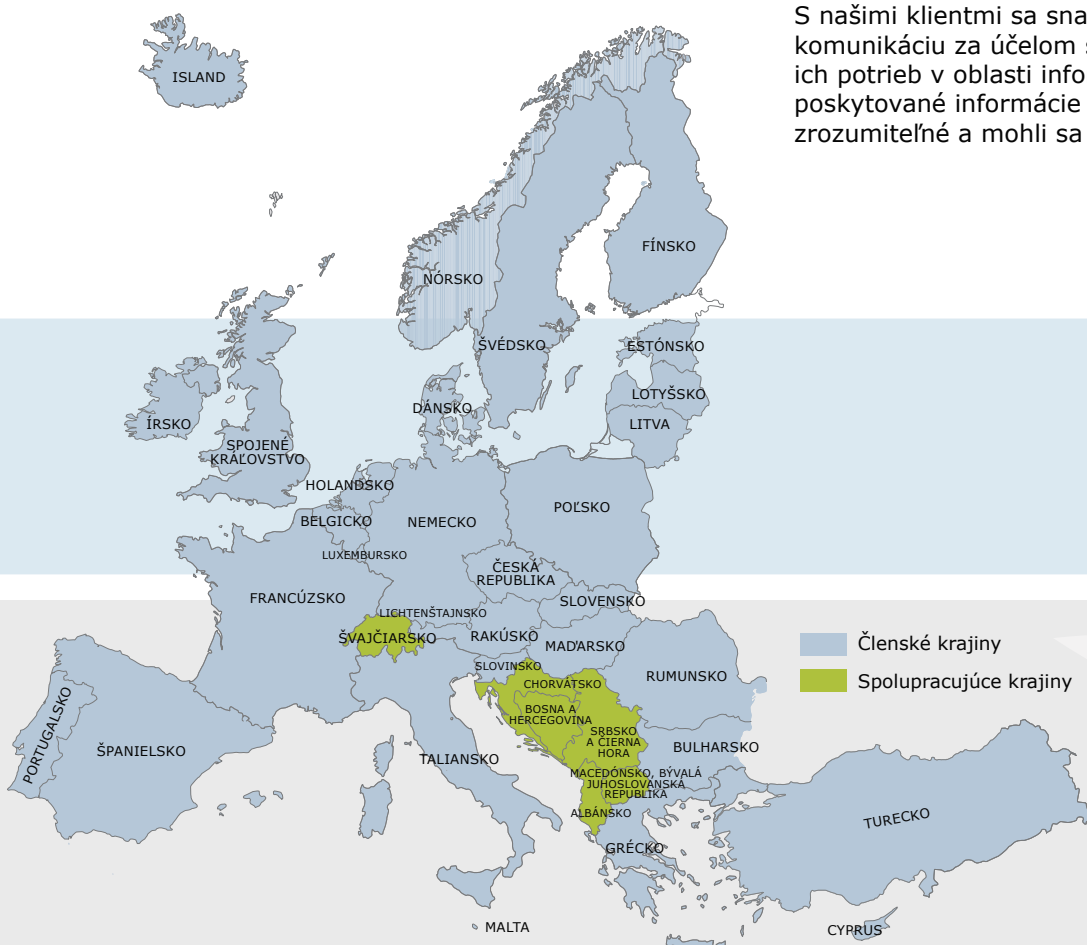 S našimi klientmi sa sna
komunikáciu za účelom s
ich potrieb v oblasti info
poskytované informácie
zrozumiteľné a mohli sa
ISLAND
FÍNSKO
NÓRSKO
ŠVÉDSKO
ESTÓNSKO
LOTYŠSKO
DÁNSKO
LITVA
ÍRSKO
SPOJENÉ
KRÁĽOVSTVO
HOLANDSKO
POĽSKO
BELGICKO
NEMECKO
LUXEMBURSKO
ČESKÁ
REPUBLIKA
FRANCÚZSKO
SLOVENSKO
LICHTENŠTAJNSKO
ŠVAJČIARSKO
RAKÚSKO
MAĎARSKO
Členské krajiny
SLOVINSKO
RUMUNSKO
Spolupracujúce krajiny
CHORVÁTSKO
BOSNA A
HERCEGOVINA
SRBSKO
A ČIERNA
HORA
PORTUGALSKO
ŠPANIELSKO
TALIANSKO
BULHARSKO
MACEDÓNSKO, BÝVALÁ
JUHOSLOVANSKÁ
REPUBLIKA
ALBÁNSKO
TURECKO
GRÉCKO
MALTA
CYPRUS